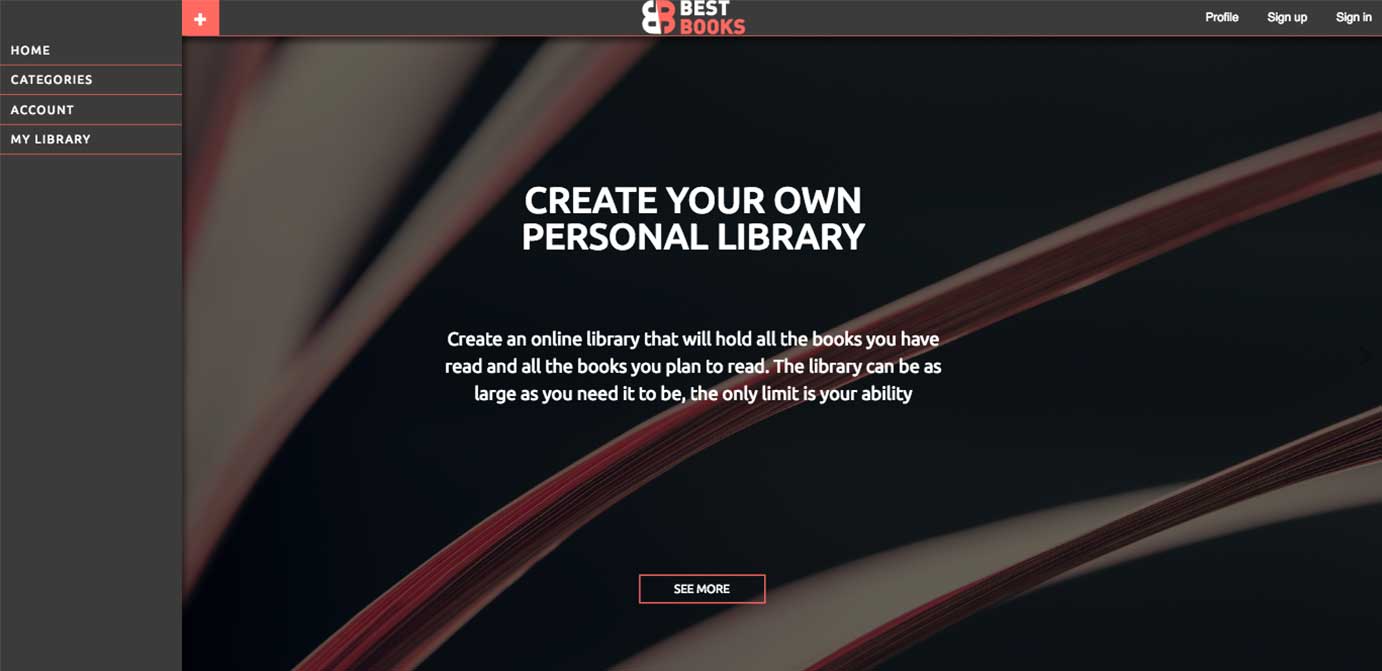 BEST
BOOKS
Profile
Sign up
Sign in
HOME
CATEGORIES
ACCOUNT
MY LIBRARY
CREATE YOUR OWN
PERSONAL LIBRARY
Create an online library that will hold all the books you have
read and all the books you plan to read. The library can be as
large as you need it to be, the only limit is your ability
SEE MORE